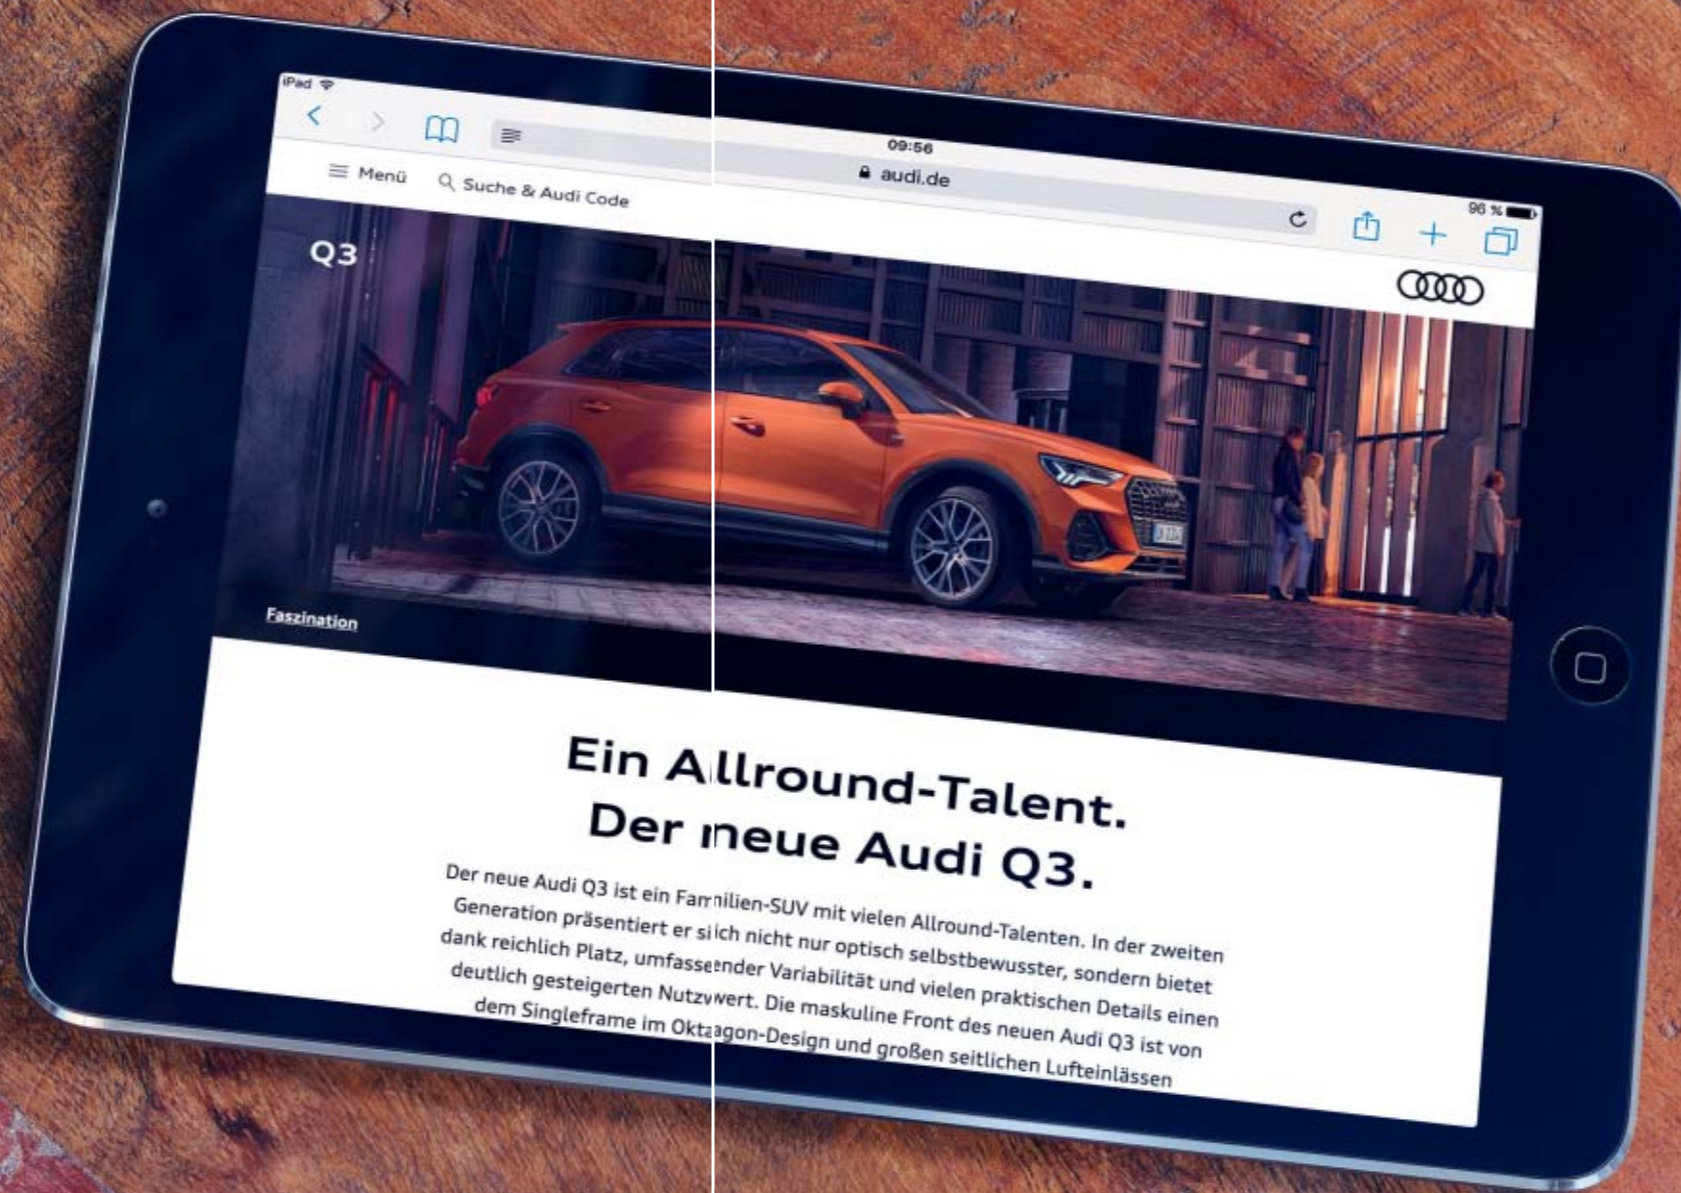 iPad
09:56
96 %
audi.de
Menü
Suche & Audi Code
Q3
Faszination
Ein Allround-Talent.
Der neue Audi Q3.
Der neue Audi Q3 ist ein Familien-SUV mit vielen Allround-Talenten. In der zweiten
Generation präsentiert er sich nicht nur optisch selbstbewusster, sondern bietet
dank reichlich Platz, umfassender Variabilität und vielen praktischen Details einen
deutlich gesteigerten Nutzwert. Die maskuline Front des neuen Audi Q3 ist von
dem Singleframe im Oktagon-Design und großen seitlichen Lufteinlässen